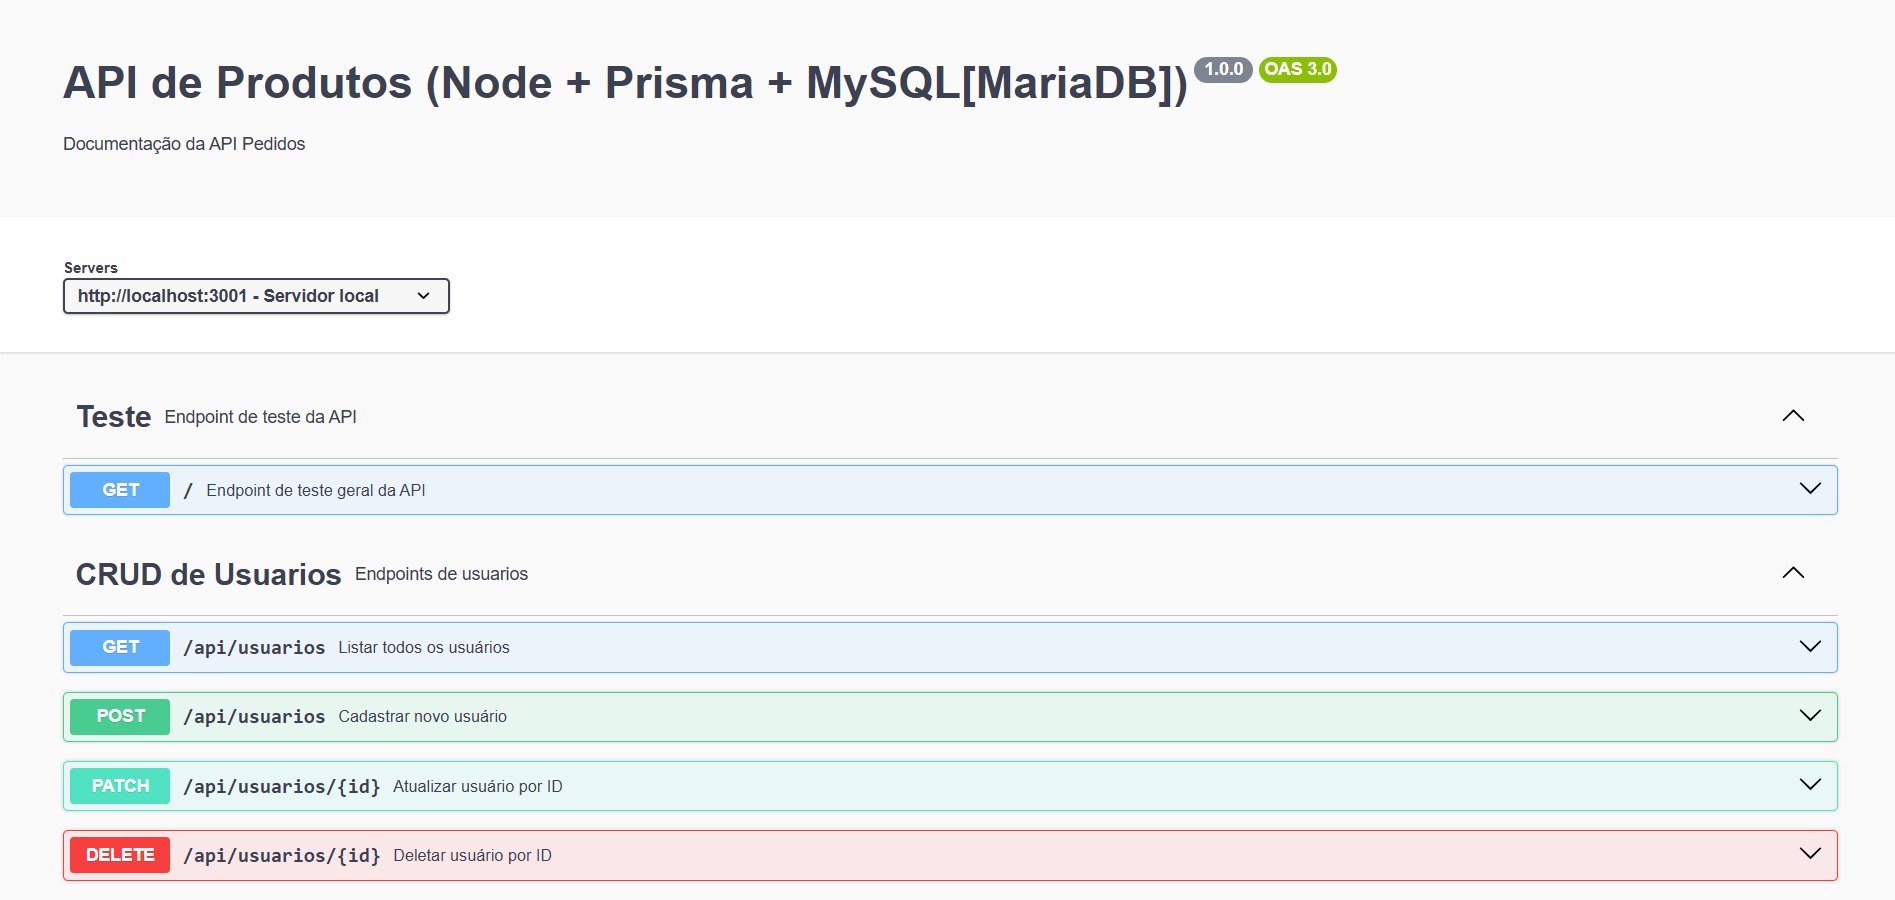 API de Produtos (Node + Prisma + MySQL[MariaDB]) 1.0.0 OAS 3.0
Documentação da API Pedidos
Servers
http://localhost:3001 - Servidor local
Teste Endpoint de teste da API
GET / Endpoint de teste geral da API
CRUD de Usuarios Endpoints de usuarios
GET /api/usuarios Listar todos os usuários
POST /api/usuarios Cadastrar novo usuário
PATCH /api/usuarios/{id} Atualizar usuário por ID
DELETE /api/usuarios/{id} Deletar usuário por ID